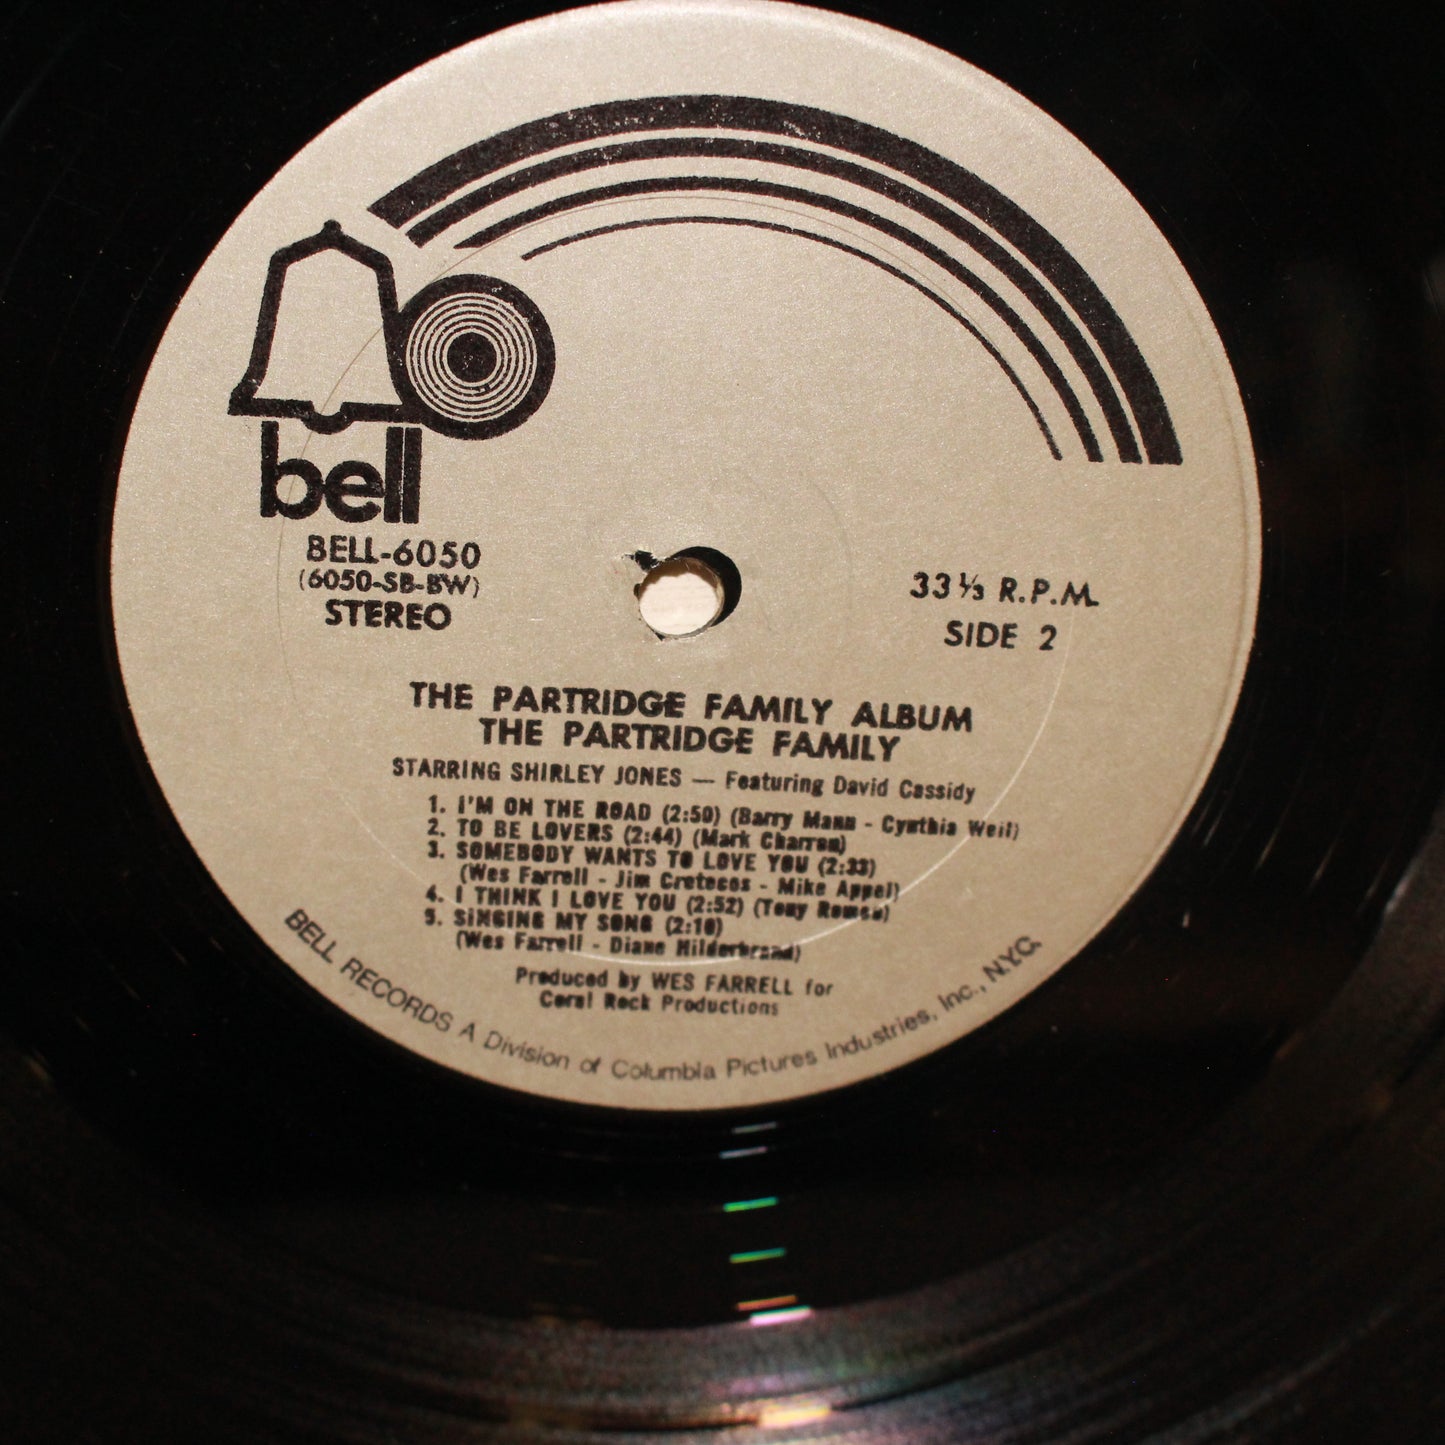 bell
BELL-6050
(6050-SB-BW)
STEREO
33⅓ R.P.M.
SIDE 2
THE PARTRIDGE FAMILY ALBUM
THE PARTRIDGE FAMILY
STARRING SHIRLEY JONES — Featuring David Cassidy
1. I'M ON THE ROAD (2:50) (Barry Mann - Cynthia Weil)
2. TO BE LOVERS (2:44) (Mark Charron)
3. SOMEBODY WANTS TO LOVE YOU (2:33)
(Wes Farrell - Jim Cretecos - Mike Appel)
4. I THINK I LOVE YOU (2:52) (Tony Romeo)
5. SINGING MY SONG (2:10)
(Wes Farrell - Diane Hilderbrand)
Produced by WES FARRELL for
Coral Rock Productions
BELL RECORDS A Division of Columbia Pictures Industries, Inc., N.Y.C.